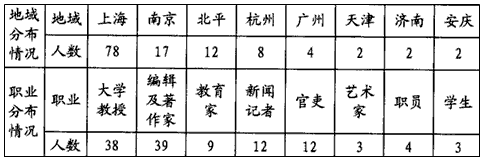 地域分布情况 地域 上海 南京 北平 杭州 广州 天津 济南 安庆
人数 78 17 12 8 4 2 2 2
职业分布情况 职业 大学教授 编辑及著作家 教育家 新闻记者 官吏 艺术家 职员 学生
人数 38 39 9 12 12 3 4 3